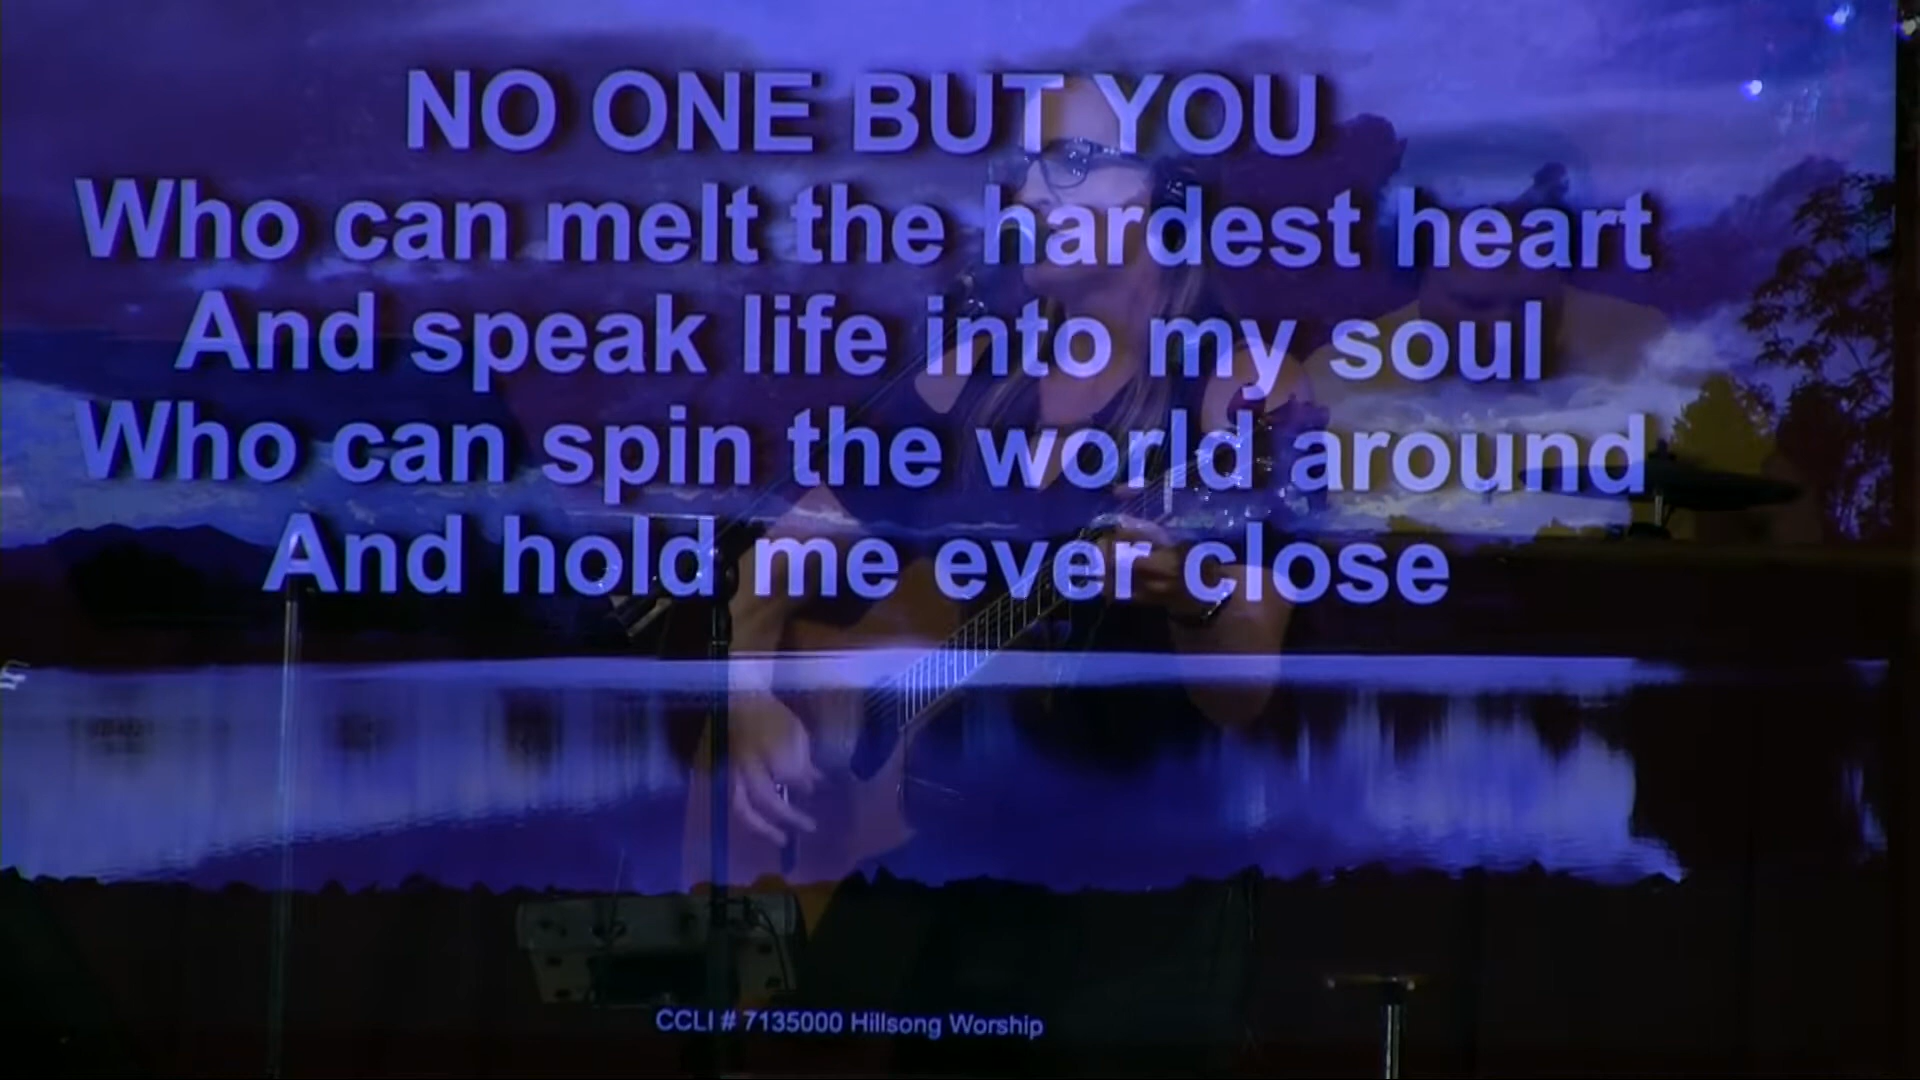 NO ONE BUT YOU
Who can melt the hardest heart
And speak life into my soul
Who can spin the world around
And hold me ever close
CCLI # 7135000 Hillsong Worship